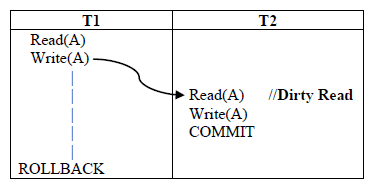 T1 T2
Read(A)
Write(A)
Read(A) //Dirty Read
Write(A)
COMMIT
ROLLBACK